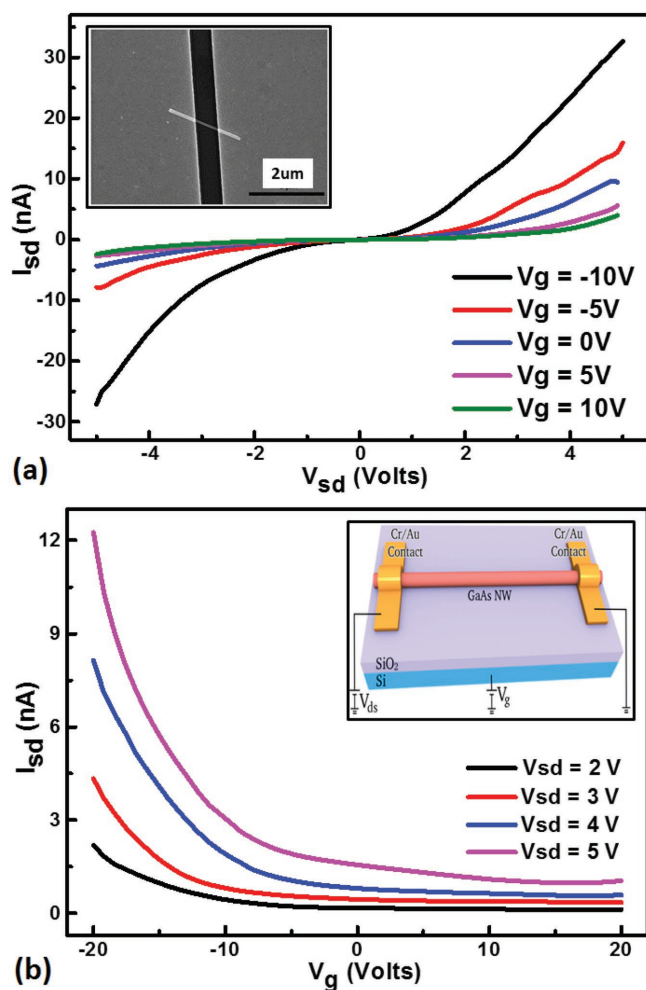 30
20
10
0
-10
-20
-30
I_sd (nA)
2um
Vg = -10V
Vg = -5V
Vg = 0V
Vg = 5V
Vg = 10V
-4 -2 0 2 4
(a) V_sd (Volts)
12
9
6
3
0
I_sd (nA)
Cr/Au Cr/Au
Contact Contact
GaAs NW
SiO₂
Si
V_ds V_g
Vsd = 2 V
Vsd = 3 V
Vsd = 4 V
Vsd = 5 V
-20 -10 0 10 20
(b) V_g (Volts)